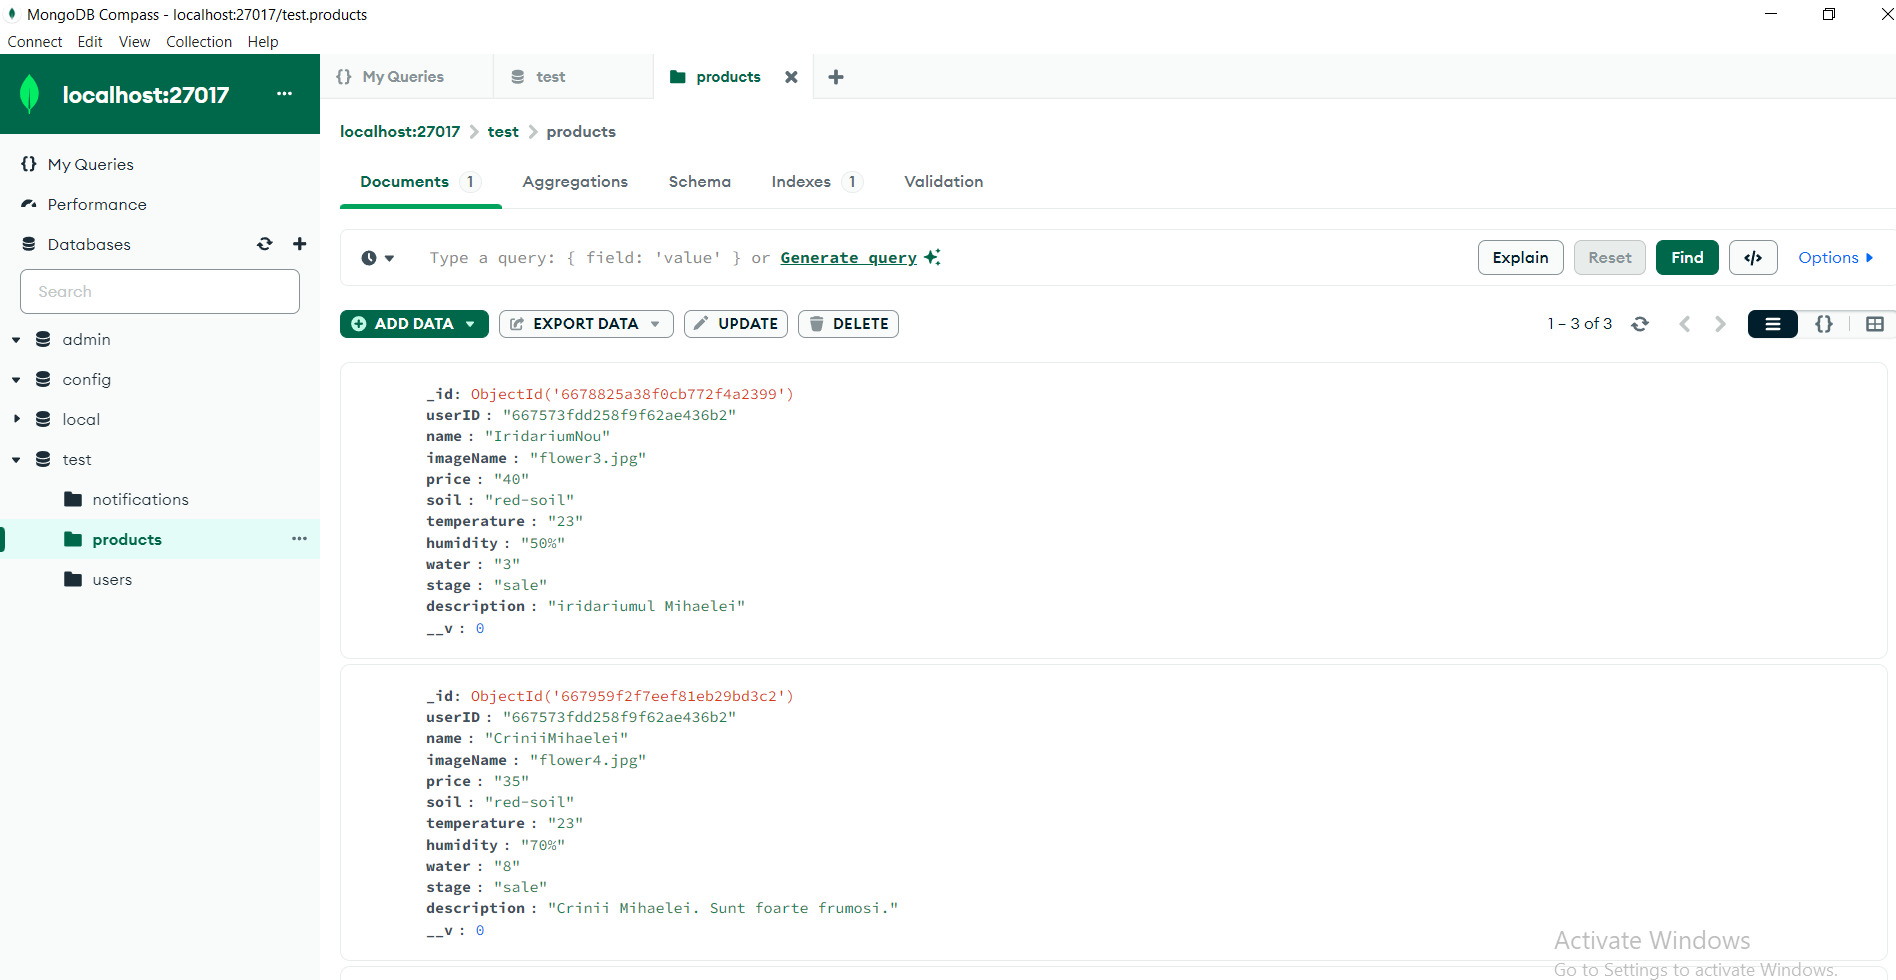 MongoDB Compass - localhost:27017/test.products
Connect Edit View Collection Help
localhost:27017 ...
My Queries
Performance
Databases
Search
admin
config
local
test
notifications
products ...
users
{} My Queries
test
products
localhost:27017 > test > products
Documents 1 Aggregations Schema Indexes 1 Validation
Type a query: { field: 'value' } or Generate query
Explain Reset Find </> Options
ADD DATA EXPORT DATA UPDATE DELETE
1 – 3 of 3 {}
_id: ObjectId('6678825a38f0cb772f4a2399')
userID : "667573fdd258f9f62ae436b2"
name : "IridariumNou"
imageName : "flower3.jpg"
price : "40"
soil : "red-soil"
temperature : "23"
humidity : "50%"
water : "3"
stage : "sale"
description : "iridariumul Mihaelei"
__v : 0
_id: ObjectId('667959f2f7eef81eb29bd3c2')
userID : "667573fdd258f9f62ae436b2"
name : "CriniiMihaelei"
imageName : "flower4.jpg"
price : "35"
soil : "red-soil"
temperature : "23"
humidity : "70%"
water : "8"
stage : "sale"
description : "Crinii Mihaelei. Sunt foarte frumosi."
__v : 0
Activate Windows
Go to Settings to activate Windows.